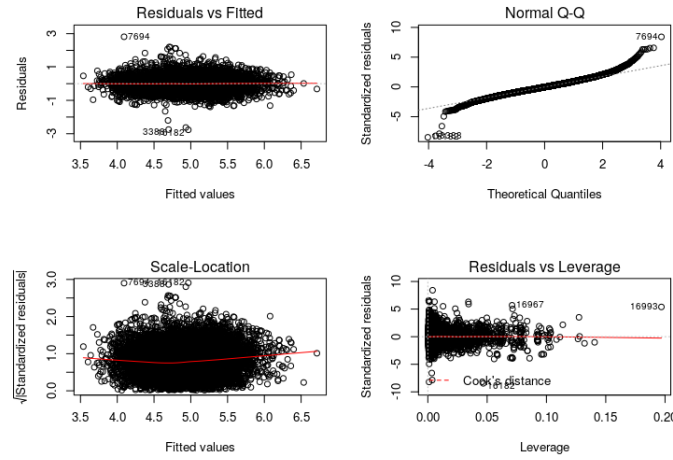 Residuals vs Fitted
Residuals
3
1
-1
-3
7694
3.5 4.0 4.5 5.0 5.5 6.0 6.5
Fitted values
Normal Q-Q
Standardized residuals
10
5
0
-5
7694
-4 -2 0 2 4
Theoretical Quantiles
Scale-Location
√|Standardized residuals|
3.0
2.0
1.0
0.0
3.5 4.0 4.5 5.0 5.5 6.0 6.5
Fitted values
Residuals vs Leverage
Standardized residuals
10
5
0
-5
-10
16967
16993
Cook's distance
16182
0.00 0.05 0.10 0.15 0.20
Leverage